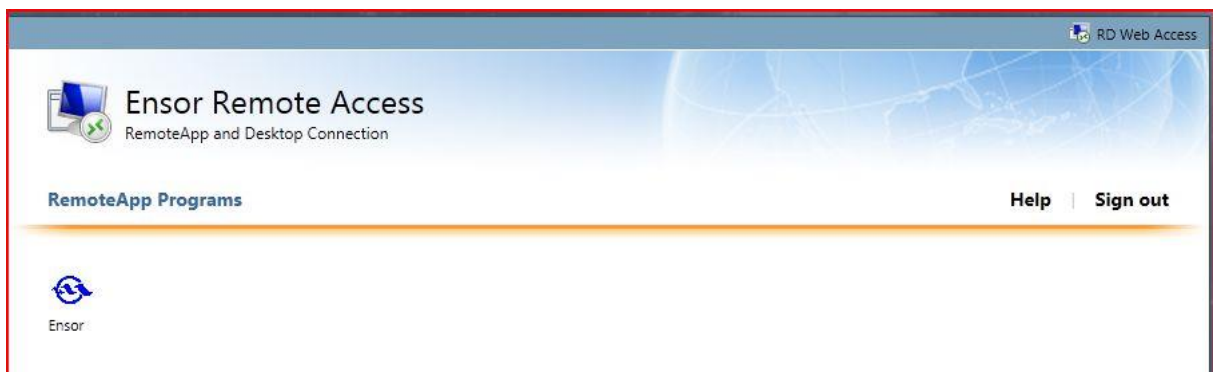 RD Web Access
Ensor Remote Access
RemoteApp and Desktop Connection
RemoteApp Programs
Help | Sign out
Ensor